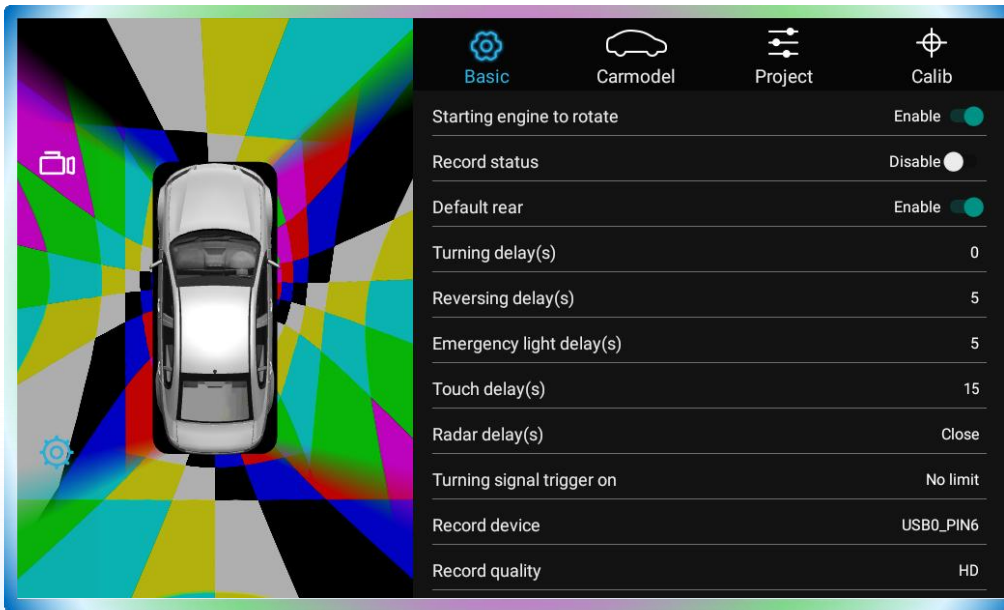 Basic Carmodel Project Calib
Starting engine to rotate Enable
Record status Disable
Default rear Enable
Turning delay(s) 0
Reversing delay(s) 5
Emergency light delay(s) 5
Touch delay(s) 15
Radar delay(s) Close
Turning signal trigger on No limit
Record device USB0_PIN6
Record quality HD